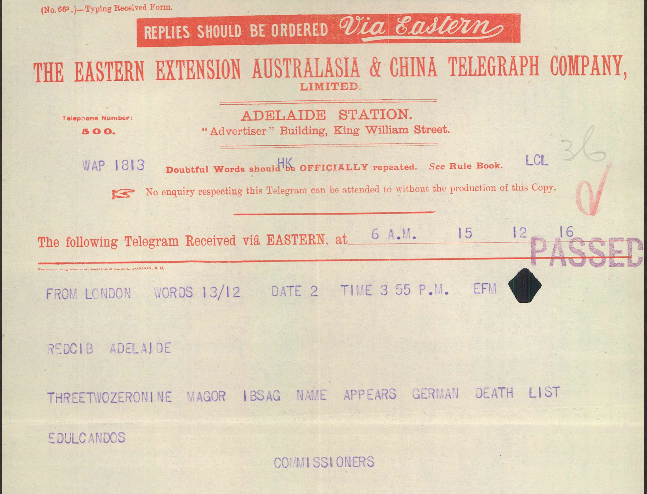 (No. 66ᴬ.)—Typing Received Form.
REPLIES SHOULD BE ORDERED Via Eastern
THE EASTERN EXTENSION AUSTRALASIA & CHINA TELEGRAPH COMPANY,
LIMITED.
Telephone Number:
500.
ADELAIDE STATION.
"Advertiser" Building, King William Street.
WAP 1813 HK LCL 36
Doubtful Words should be OFFICIALLY repeated. See Rule Book.
No enquiry respecting this Telegram can be attended to without the production of this Copy.
The following Telegram Received viâ EASTERN, at 6 A.M. 15 12 16
PASSED
FROM LONDON WORDS 13/12 DATE 2 TIME 3 55 P.M. EFM
REDCIB ADELAIDE
THREETWOZERONINE MAGOR IBSAG NAME APPEARS GERMAN DEATH LIST
EDULCANDOS
COMMISSIONERS